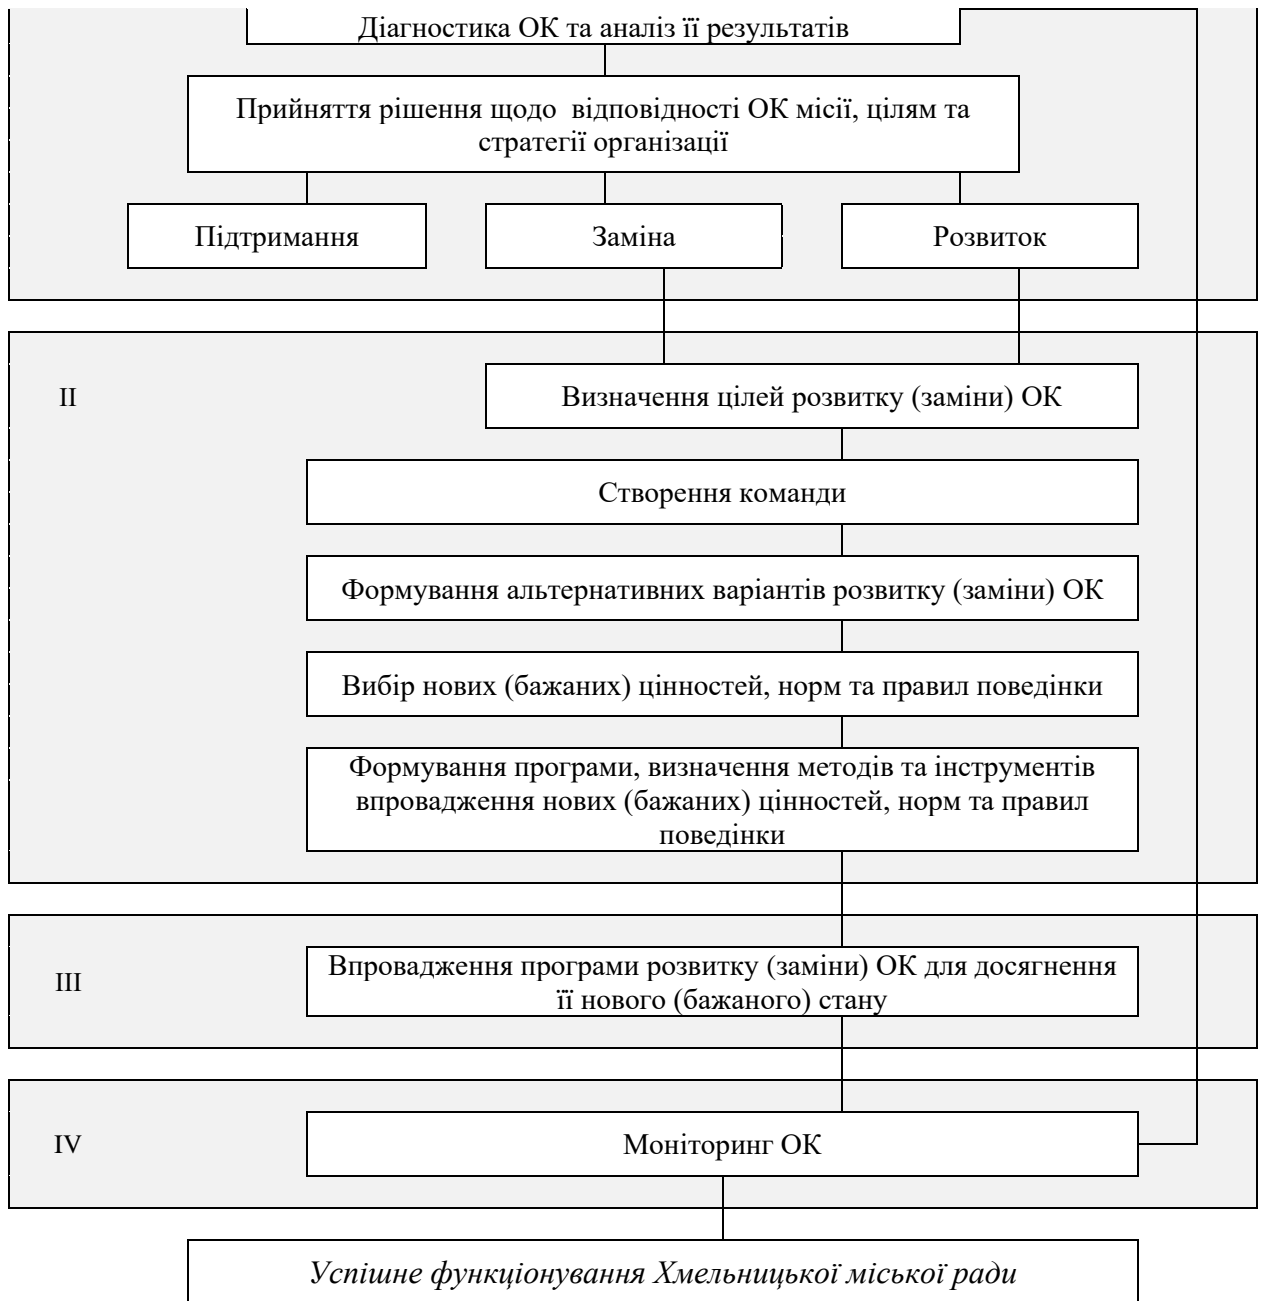 Діагностика ОК та аналіз її результатів
Прийняття рішення щодо відповідності ОК місії, цілям та
стратегії організації
Підтримання
Заміна
Розвиток
II
Визначення цілей розвитку (заміни) ОК
Створення команди
Формування альтернативних варіантів розвитку (заміни) ОК
Вибір нових (бажаних) цінностей, норм та правил поведінки
Формування програми, визначення методів та інструментів
впровадження нових (бажаних) цінностей, норм та правил
поведінки
III
Впровадження програми розвитку (заміни) ОК для досягнення
її нового (бажаного) стану
IV
Моніторинг ОК
Успішне функціонування Хмельницької міської ради